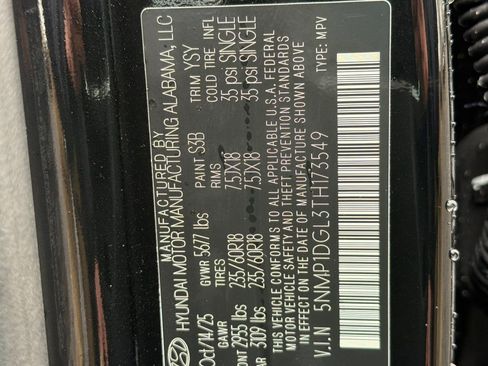 MANUFACTURED BY
HYUNDAI MOTOR MANUFACTURING ALABAMA, LLC
Oct/14/25 GVWR 5677 lbs PAINT S3B TRIM YSY
GAWR TIRES COLD TIRE INFL
ONT 2955 lbs 235/60R18 7.5JX18 35 psi SINGLE
AR 3109 lbs 235/60R18 7.5JX18 35 psi SINGLE
THIS VEHICLE CONFORMS TO ALL APPLICABLE U.S.A. FEDERAL
MOTOR VEHICLE SAFETY AND THEFT PREVENTION STANDARDS
IN EFFECT ON THE DATE OF MANUFACTURE SHOWN ABOVE
V.I.N 5NMP1DGL3TH173549 TYPE: MPV